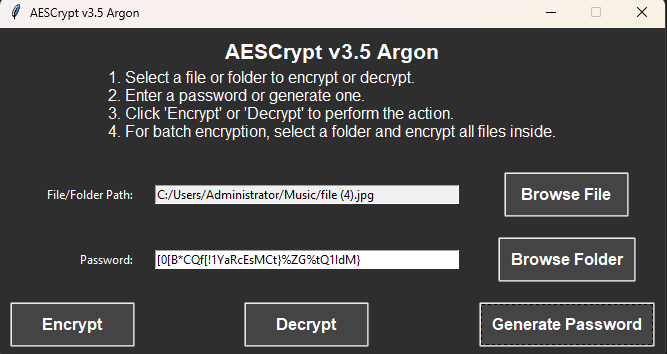 AESCrypt v3.5 Argon
AESCrypt v3.5 Argon
1. Select a file or folder to encrypt or decrypt.
2. Enter a password or generate one.
3. Click 'Encrypt' or 'Decrypt' to perform the action.
4. For batch encryption, select a folder and encrypt all files inside.
File/Folder Path: C:/Users/Administrator/Music/file (4).jpg Browse File
Password: [0[B*CQf[!1YaRcEsMCt}%ZG%tQ1ldM} Browse Folder
Encrypt Decrypt Generate Password